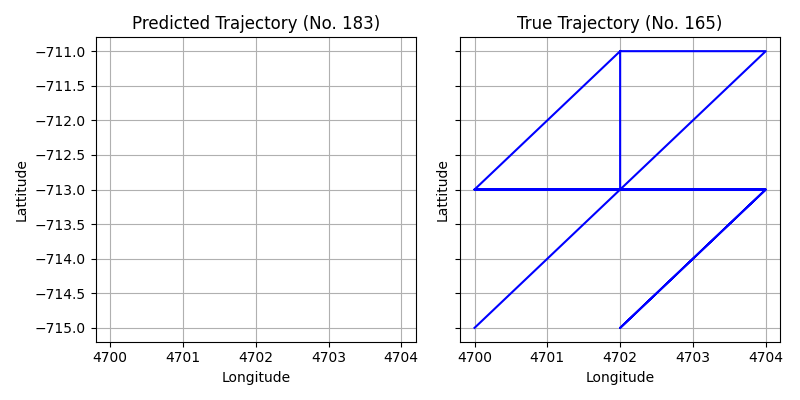 Predicted Trajectory (No. 183)
True Trajectory (No. 165)
−711.0
−711.5
−712.0
−712.5
−713.0
−713.5
−714.0
−714.5
−715.0
Lattitude
Lattitude
4700 4701 4702 4703 4704
4700 4701 4702 4703 4704
Longitude
Longitude